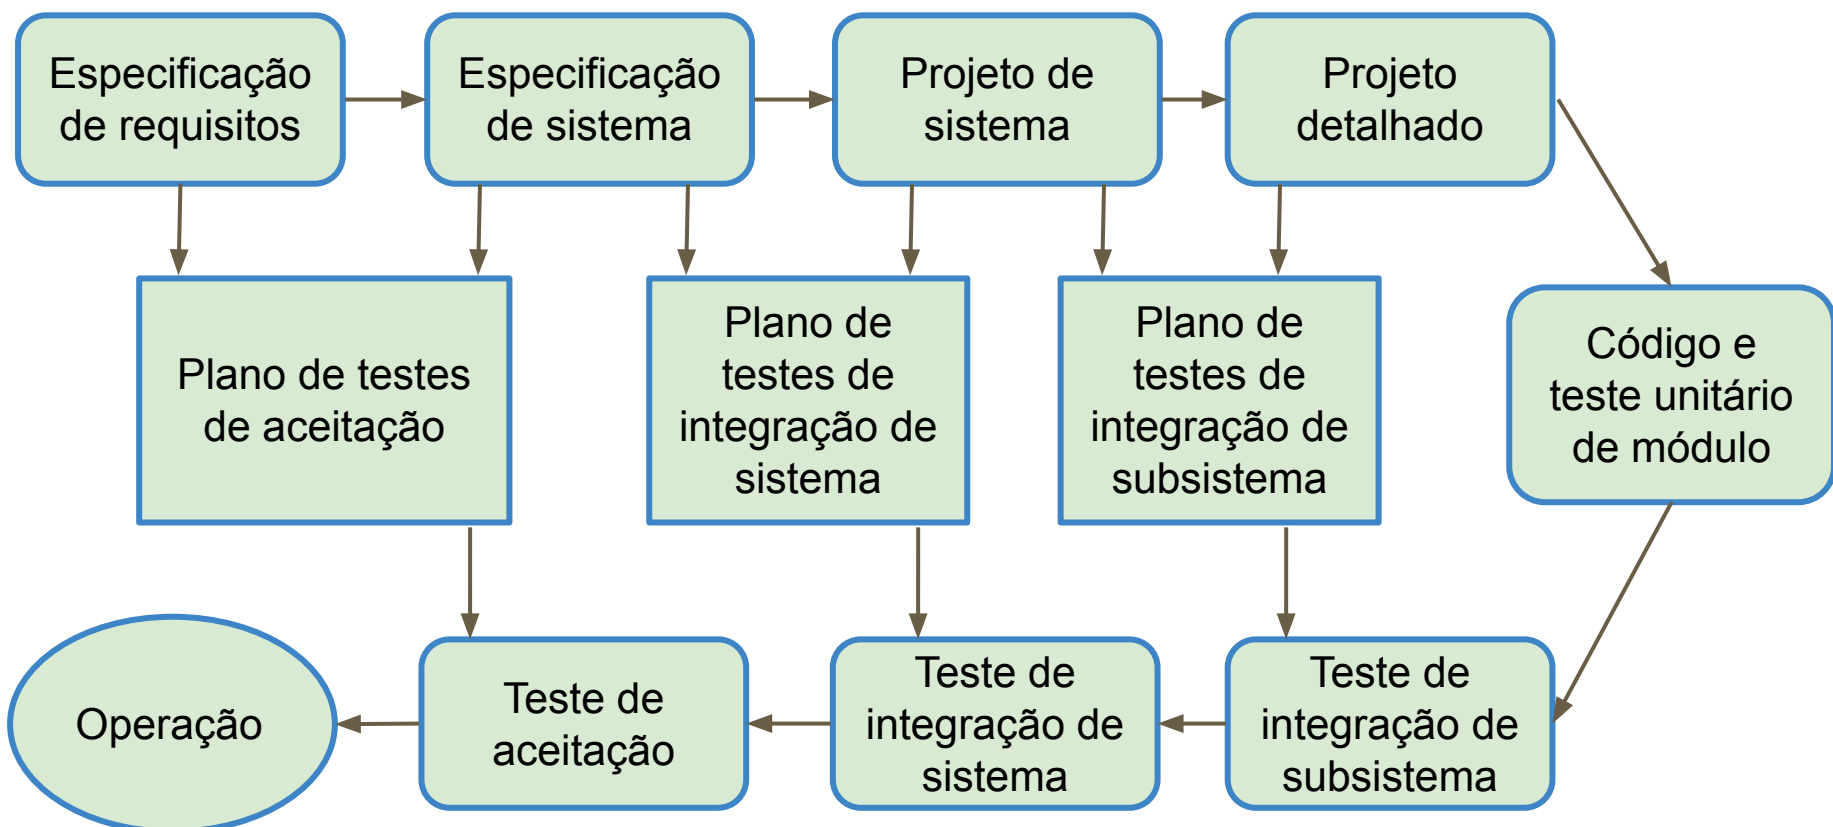 Especificação
de requisitos
Especificação
de sistema
Projeto de
sistema
Projeto
detalhado
Plano de testes
de aceitação
Plano de
testes de
integração de
sistema
Plano de
testes de
integração de
subsistema
Código e
teste unitário
de módulo
Operação
Teste de
aceitação
Teste de
integração de
sistema
Teste de
integração de
subsistema